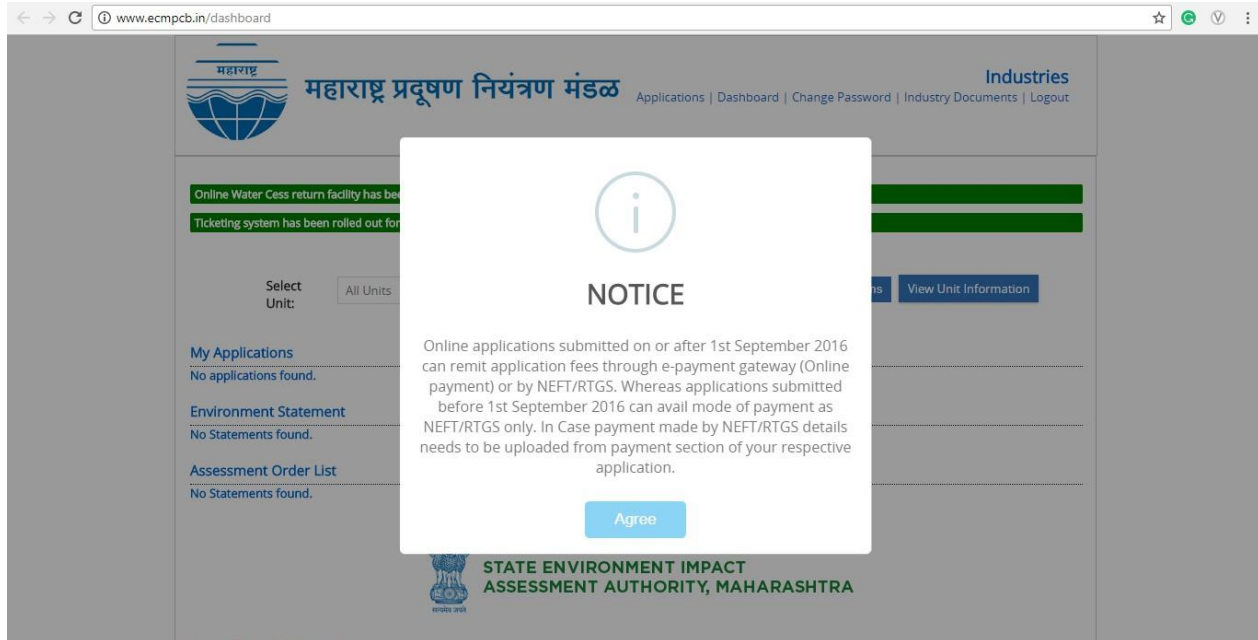 www.ecmpcb.in/dashboard
महाराष्ट्र
महाराष्ट्र प्रदूषण नियंत्रण मंडळ
Industries
Applications | Dashboard | Change Password | Industry Documents | Logout
Online Water Cess return facility has
Ticketing system has been rolled out for
Select
Unit:
All Units
View Unit Information
NOTICE
Online applications submitted on or after 1st September 2016
can remit application fees through e-payment gateway (Online
payment) or by NEFT/RTGS. Whereas applications submitted
before 1st September 2016 can avail mode of payment as
NEFT/RTGS only. In Case payment made by NEFT/RTGS details
needs to be uploaded from payment section of your respective
application.
Agree
My Applications
No applications found.
Environment Statement
No Statements found.
Assessment Order List
No Statements found.
सत्यमेव जयते
STATE ENVIRONMENT IMPACT
ASSESSMENT AUTHORITY, MAHARASHTRA